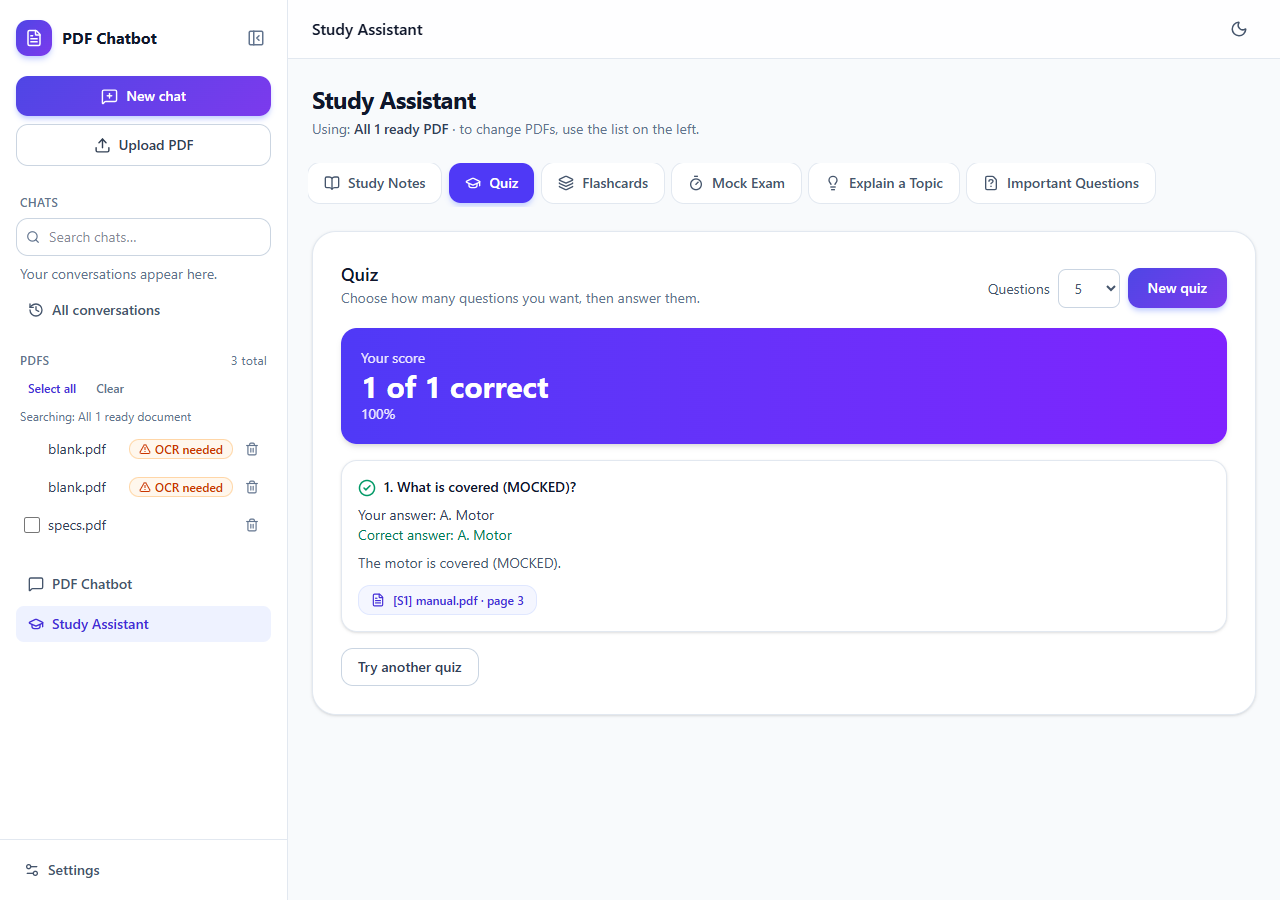 PDF Chatbot
New chat
Upload PDF
CHATS
Search chats...
Your conversations appear here.
All conversations
PDFS 3 total
Select all Clear
Searching: All 1 ready document
blank.pdf OCR needed
blank.pdf OCR needed
specs.pdf
PDF Chatbot
Study Assistant
Settings
Study Assistant
Study Assistant
Using: All 1 ready PDF · to change PDFs, use the list on the left.
Study Notes Quiz Flashcards Mock Exam Explain a Topic Important Questions
Quiz
Choose how many questions you want, then answer them.
Questions 5 New quiz
Your score
1 of 1 correct
100%
1. What is covered (MOCKED)?
Your answer: A. Motor
Correct answer: A. Motor
The motor is covered (MOCKED).
[S1] manual.pdf · page 3
Try another quiz